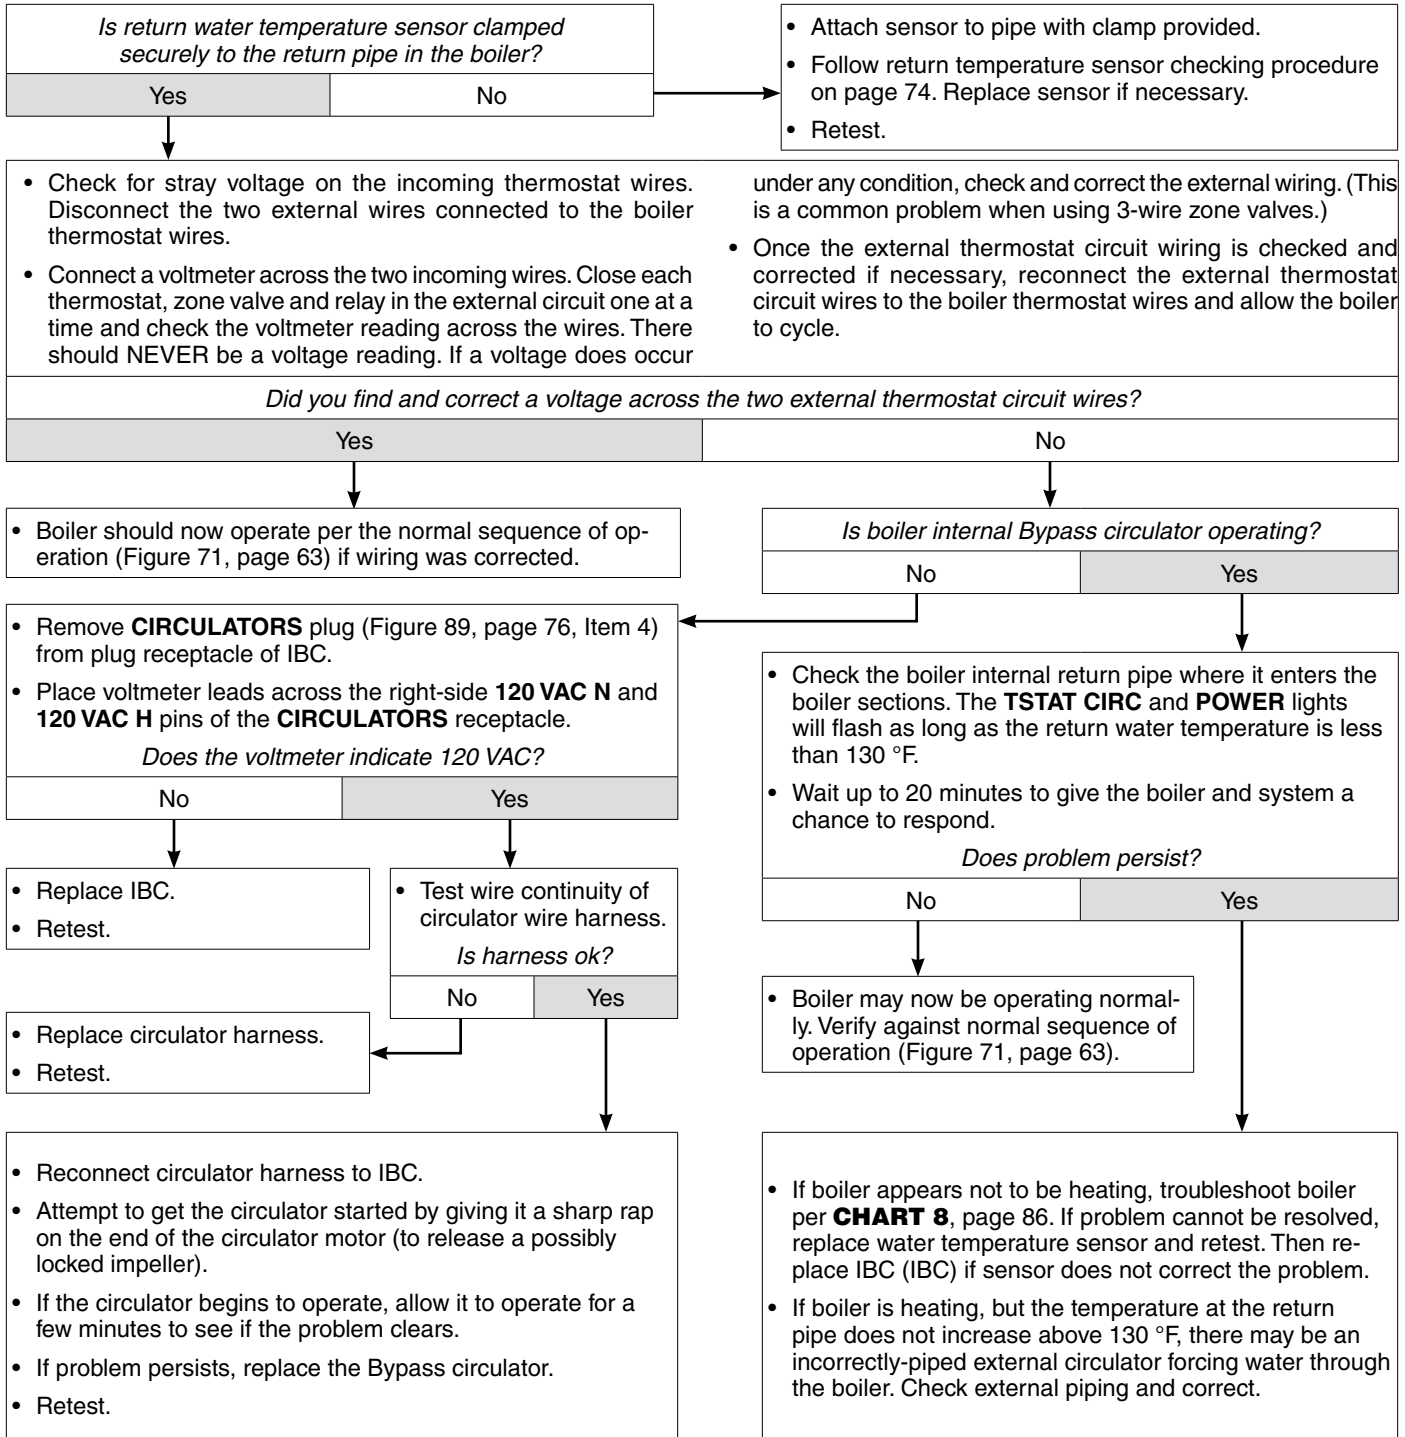 Is return water temperature sensor clamped
securely to the return pipe in the boiler?
Yes
No
• Attach sensor to pipe with clamp provided.
• Follow return temperature sensor checking procedure
on page 74. Replace sensor if necessary.
• Retest.
• Check for stray voltage on the incoming thermostat wires.
Disconnect the two external wires connected to the boiler
thermostat wires.
• Connect a voltmeter across the two incoming wires. Close each
thermostat, zone valve and relay in the external circuit one at a
time and check the voltmeter reading across the wires. There
should NEVER be a voltage reading. If a voltage does occur
under any condition, check and correct the external wiring. (This
is a common problem when using 3-wire zone valves.)
• Once the external thermostat circuit wiring is checked and
corrected if necessary, reconnect the external thermostat
circuit wires to the boiler thermostat wires and allow the boiler
to cycle.
Did you find and correct a voltage across the two external thermostat circuit wires?
Yes
No
• Boiler should now operate per the normal sequence of op-
eration (Figure 71, page 63) if wiring was corrected.
Is boiler internal Bypass circulator operating?
No
Yes
• Remove CIRCULATORS plug (Figure 89, page 76, Item 4)
from plug receptacle of IBC.
• Place voltmeter leads across the right-side 120 VAC N and
120 VAC H pins of the CIRCULATORS receptacle.
Does the voltmeter indicate 120 VAC?
No
Yes
• Check the boiler internal return pipe where it enters the
boiler sections. The TSTAT CIRC and POWER lights
will flash as long as the return water temperature is less
than 130 °F.
• Wait up to 20 minutes to give the boiler and system a
chance to respond.
Does problem persist?
No
Yes
• Replace IBC.
• Retest.
• Test wire continuity of
circulator wire harness.
Is harness ok?
No
Yes
• Replace circulator harness.
• Retest.
• Boiler may now be operating normal-
ly. Verify against normal sequence of
operation (Figure 71, page 63).
• Reconnect circulator harness to IBC.
• Attempt to get the circulator started by giving it a sharp rap
on the end of the circulator motor (to release a possibly
locked impeller).
• If the circulator begins to operate, allow it to operate for a
few minutes to see if the problem clears.
• If problem persists, replace the Bypass circulator.
• Retest.
• If boiler appears not to be heating, troubleshoot boiler
per CHART 8, page 86. If problem cannot be resolved,
replace water temperature sensor and retest. Then re-
place IBC (IBC) if sensor does not correct the problem.
• If boiler is heating, but the temperature at the return
pipe does not increase above 130 °F, there may be an
incorrectly-piped external circulator forcing water through
the boiler. Check external piping and correct.